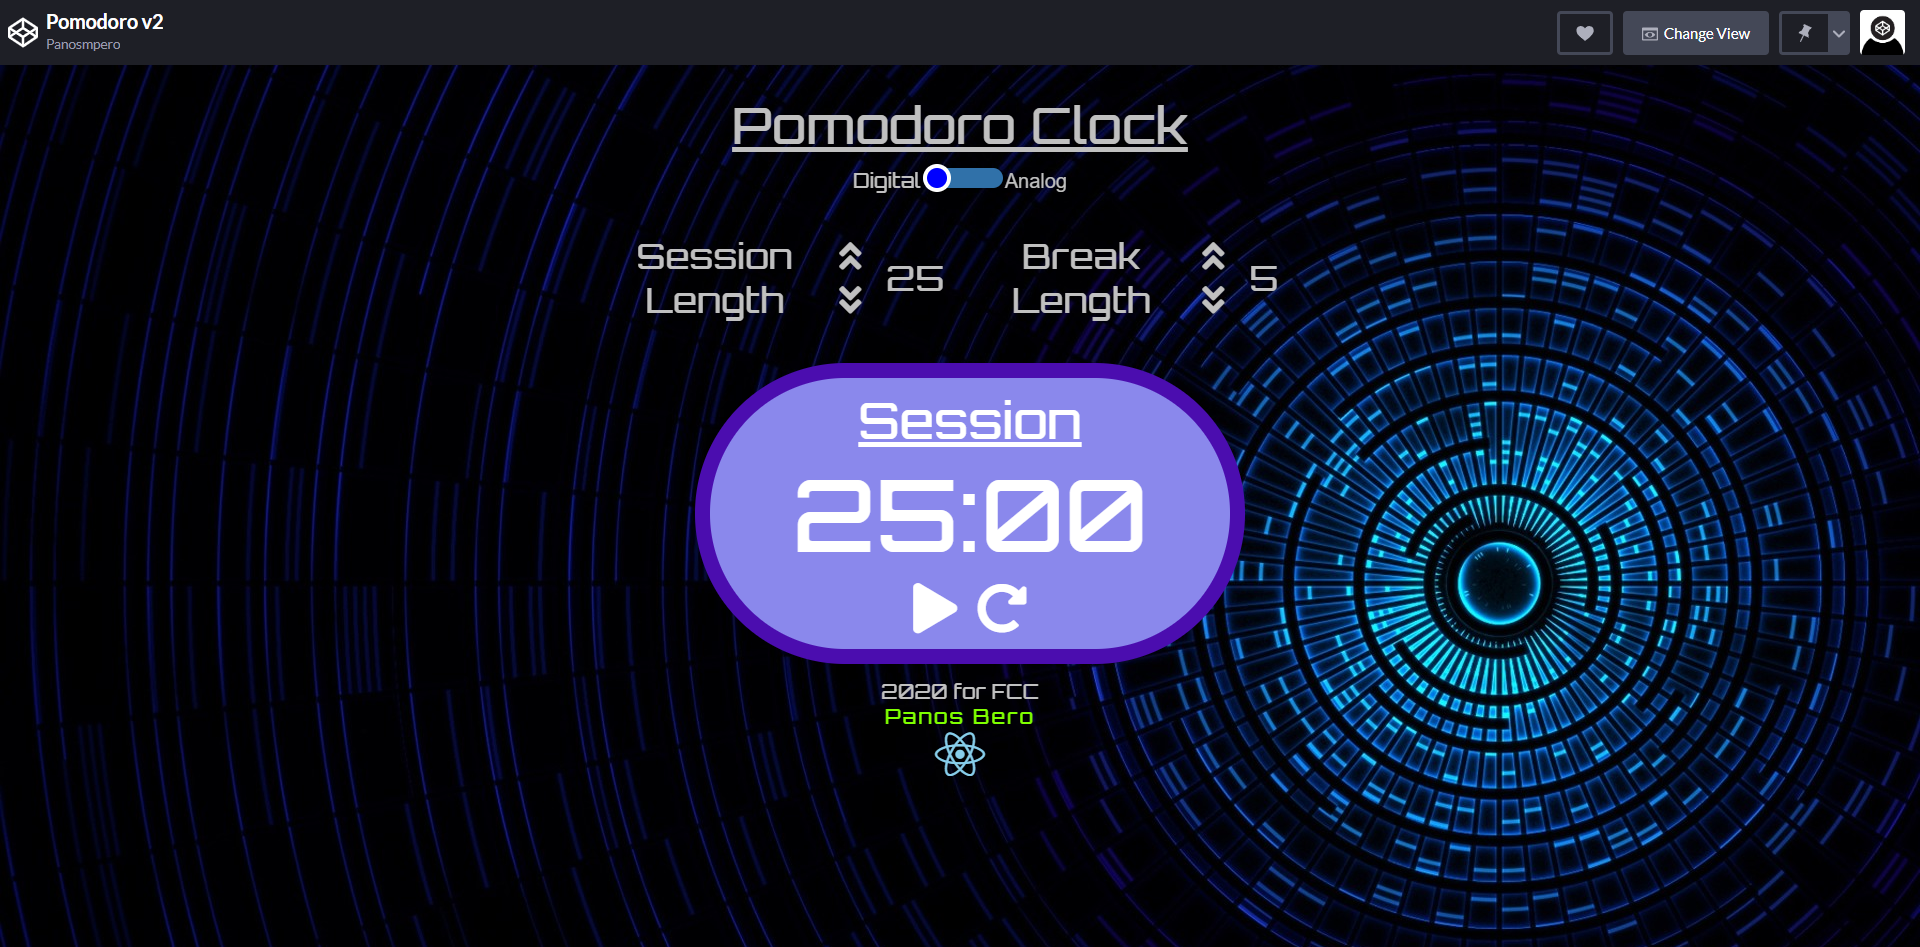 Pomodoro v2
Panosmpero
Change View
Pomodoro Clock
Digital Analog
Session Length 25
Break Length 5
Session
25:00
2020 for FCC
Panos Bero